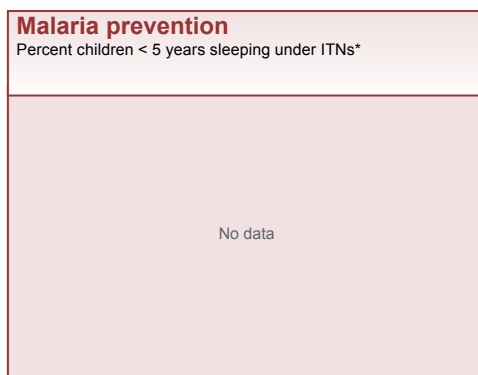 Malaria prevention
Percent children < 5 years sleeping under ITNs*
No data